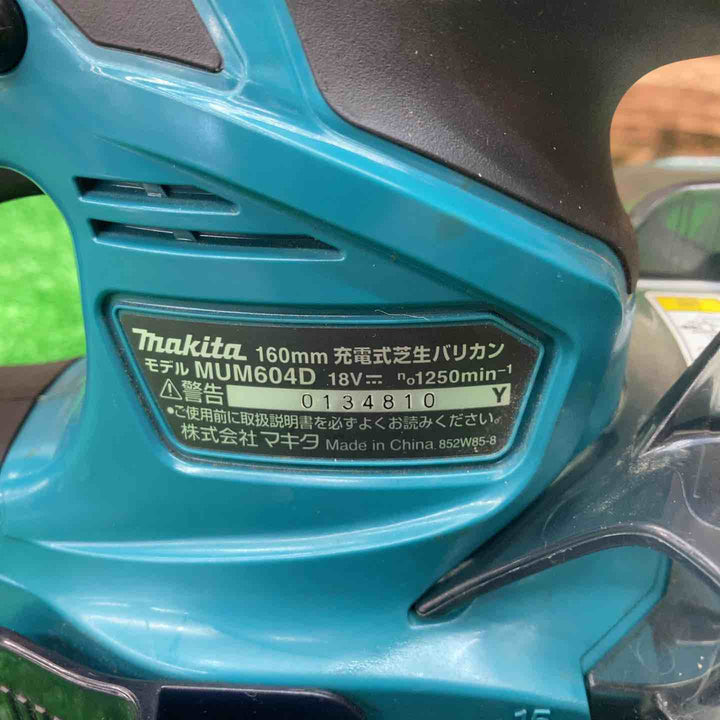 makita 160mm 充電式芝生バリカン
モデル MUM604D 18V⎓ n₀1250min⁻¹
⚠警告 0134810 Y
•ご使用前に取扱説明書を必ずよくお読みください。
株式会社マキタ Made in China 852W85-8
15